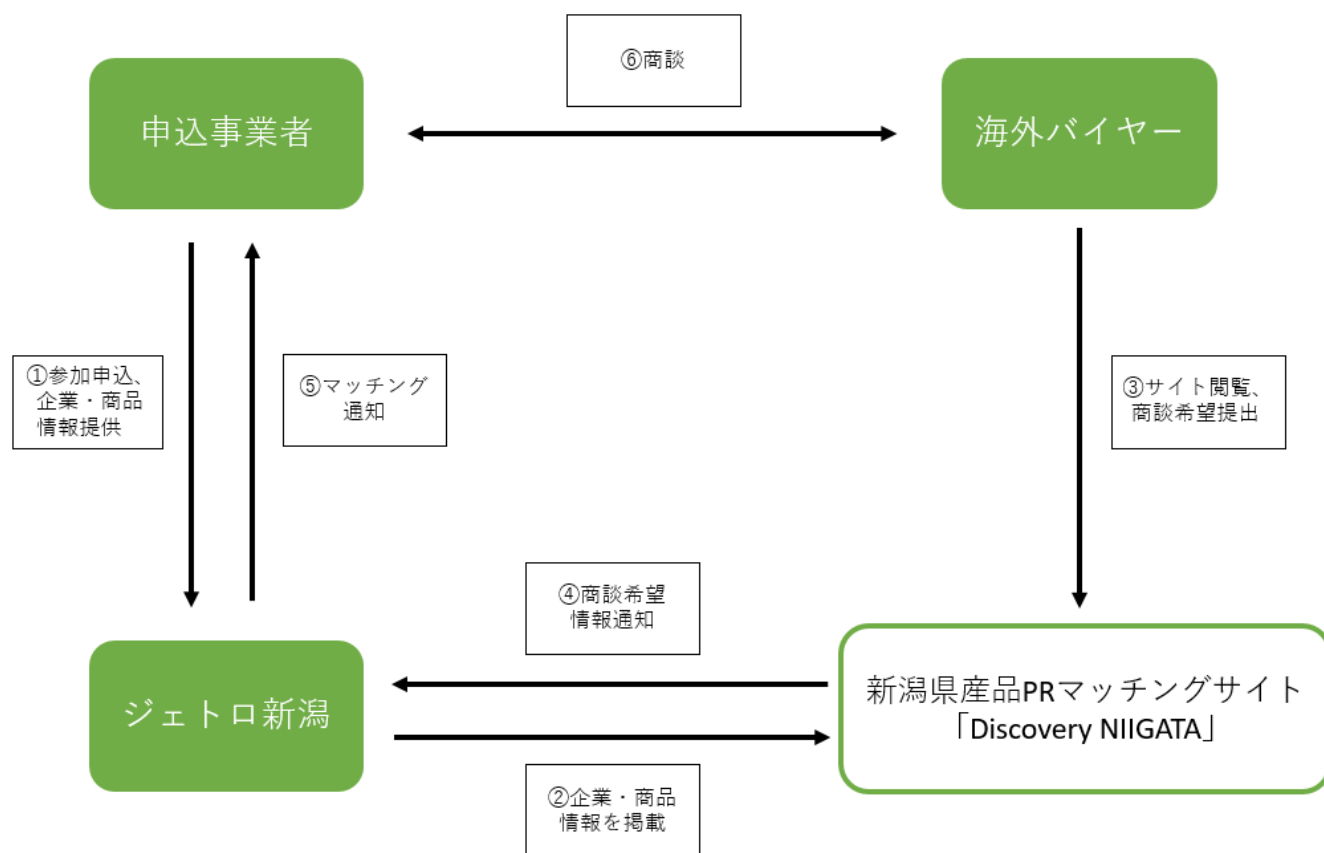 ⑥商談
申込事業者
海外バイヤー
①参加申込、
企業・商品
情報提供
⑤マッチング
通知
③サイト閲覧、
商談希望提出
④商談希望
情報通知
ジェトロ新潟
新潟県産品PRマッチングサイト
「Discovery NIIGATA」
②企業・商品
情報を掲載